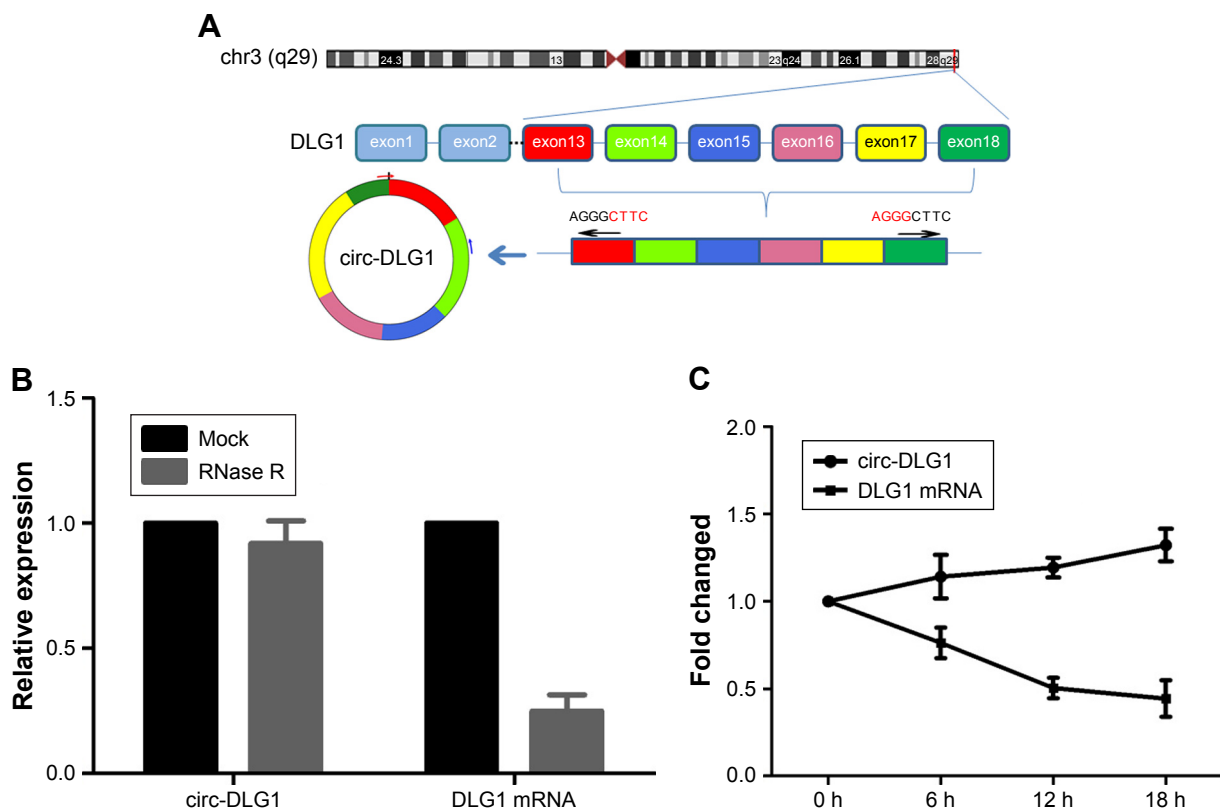 A
chr3 (q29)
24.3 13 23 q24 26.1 28 q29
DLG1 exon1 exon2 exon13 exon14 exon15 exon16 exon17 exon18
AGGGCTTC AGGGCTTC
circ-DLG1
B
1.5
1.0
0.5
0.0
Relative expression
Mock
RNase R
circ-DLG1 DLG1 mRNA
C
2.0
1.5
1.0
0.5
0.0
Fold changed
circ-DLG1
DLG1 mRNA
0 h 6 h 12 h 18 h